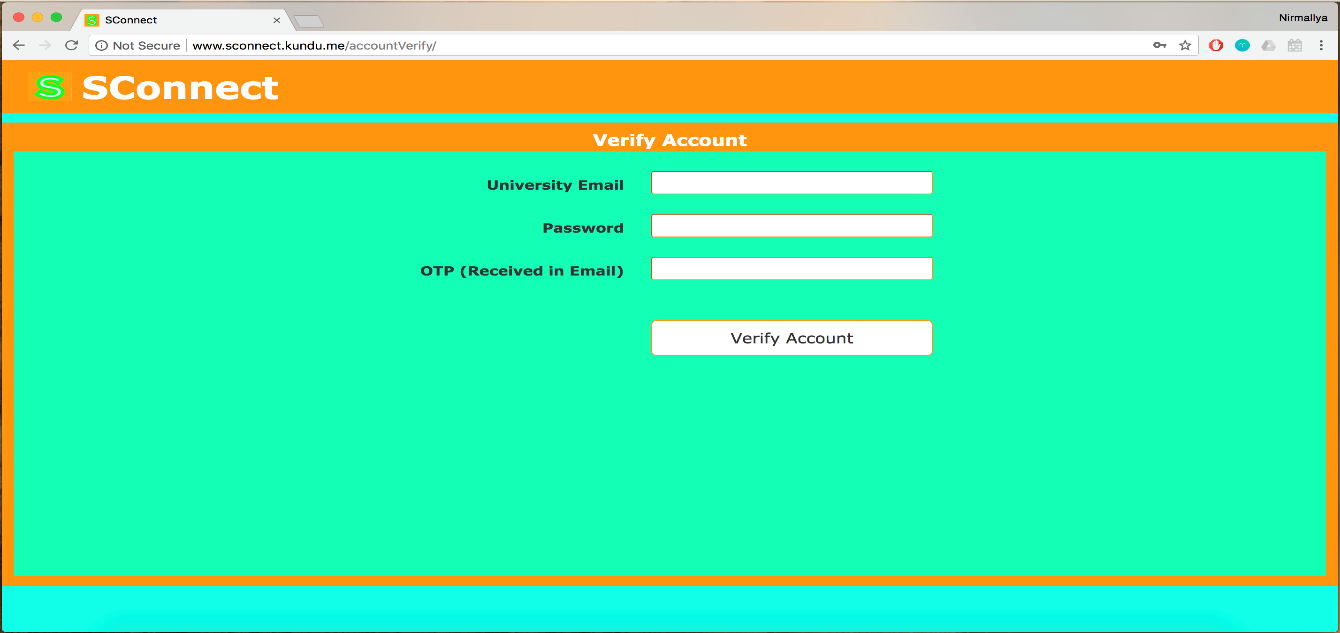 SConnect
Nirmallya
Not Secure www.sconnect.kundu.me/accountVerify/
S SConnect
Verify Account
University Email
Password
OTP (Received in Email)
Verify Account